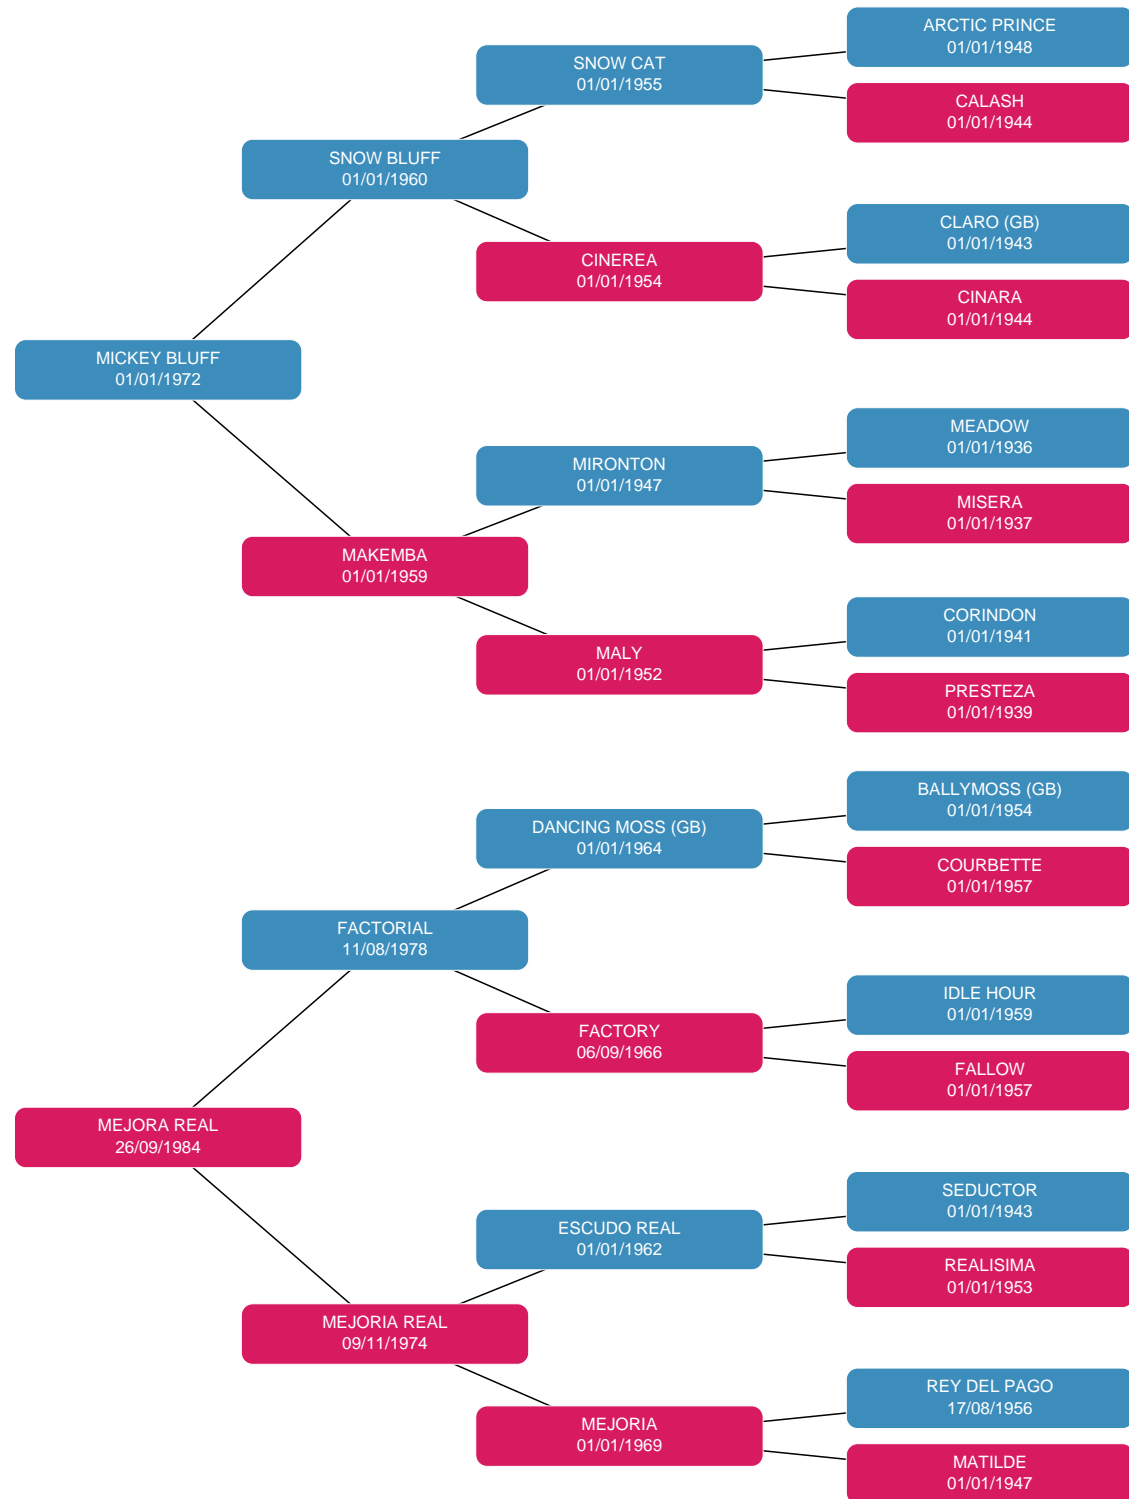 ARCTIC PRINCE
01/01/1948
SNOW CAT
01/01/1955
CALASH
01/01/1944
SNOW BLUFF
01/01/1960
CLARO (GB)
01/01/1943
CINEREA
01/01/1954
CINARA
01/01/1944
MICKEY BLUFF
01/01/1972
MEADOW
01/01/1936
MIRONTON
01/01/1947
MISERA
01/01/1937
MAKEMBA
01/01/1959
CORINDON
01/01/1941
MALY
01/01/1952
PRESTEZA
01/01/1939
BALLYMOSS (GB)
01/01/1954
DANCING MOSS (GB)
01/01/1964
COURBETTE
01/01/1957
FACTORIAL
11/08/1978
IDLE HOUR
01/01/1959
FACTORY
06/09/1966
FALLOW
01/01/1957
MEJORA REAL
26/09/1984
SEDUCTOR
01/01/1943
ESCUDO REAL
01/01/1962
REALISIMA
01/01/1953
MEJORIA REAL
09/11/1974
REY DEL PAGO
17/08/1956
MEJORIA
01/01/1969
MATILDE
01/01/1947